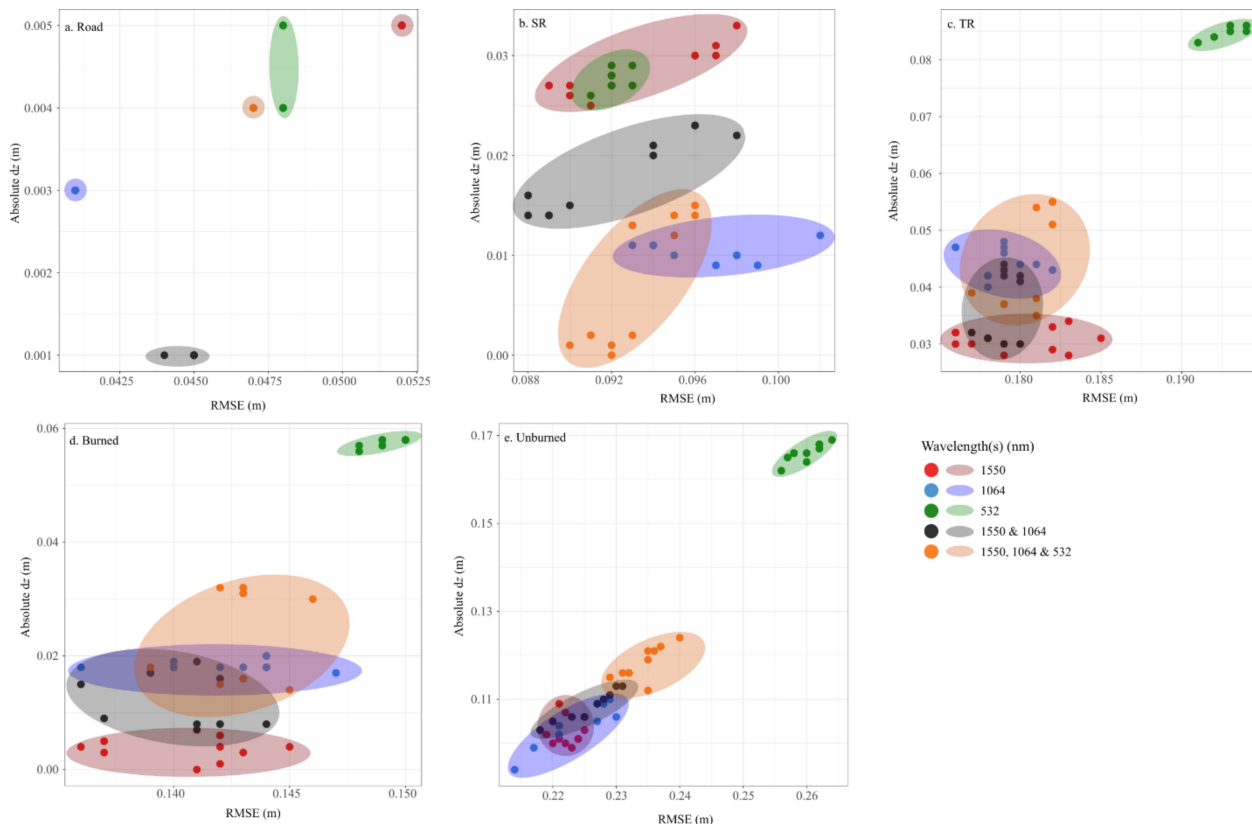 a. Road
0.005
0.004
0.003
0.002
0.001
Absolute dz (m)
0.0425
0.0450
0.0475
0.0500
0.0525
RMSE (m)
b. SR
0.03
0.02
0.01
0.00
Absolute dz (m)
0.088
0.092
0.096
0.100
RMSE (m)
c. TR
0.08
0.07
0.06
0.05
0.04
0.03
Absolute dz (m)
0.180
0.185
0.190
RMSE (m)
d. Burned
0.06
0.04
0.02
0.00
Absolute dz (m)
0.140
0.145
0.150
RMSE (m)
e. Unburned
0.17
0.15
0.13
0.11
Absolute dz (m)
0.22
0.23
0.24
0.25
0.26
RMSE (m)
Wavelength(s) (nm)
1550
1064
532
1550 & 1064
1550, 1064 & 532